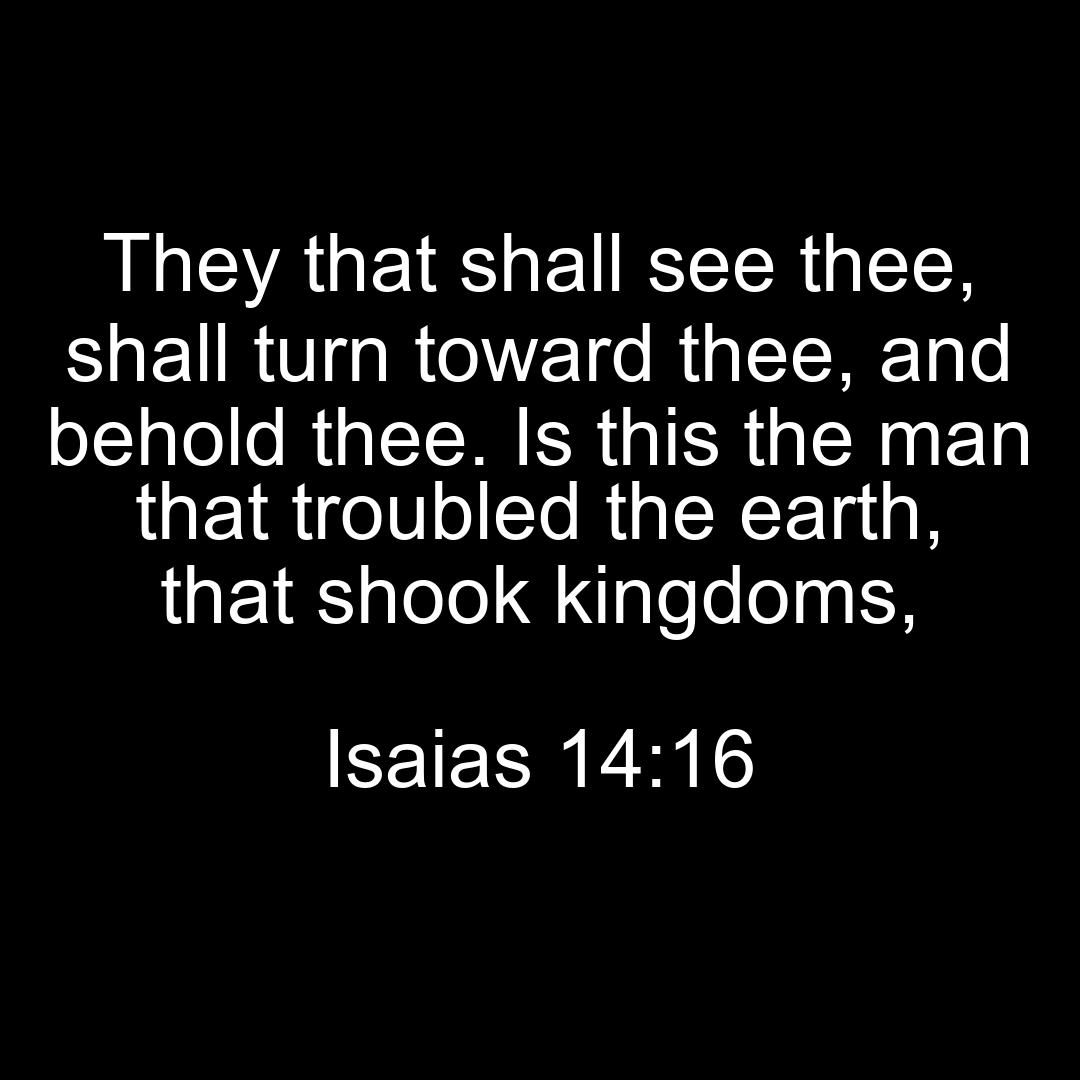 They that shall see thee,
shall turn toward thee, and
behold thee. Is this the man
that troubled the earth,
that shook kingdoms,
Isaias 14:16